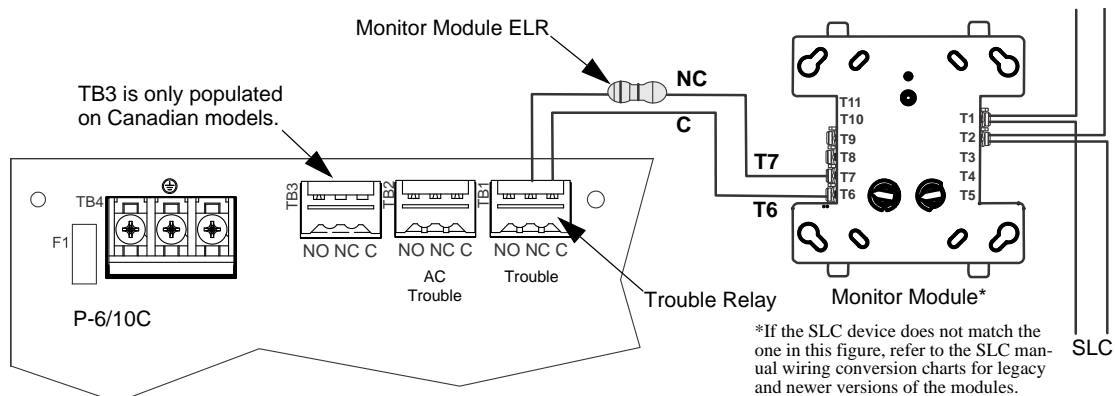 Monitor Module ELR
NC
C
TB3 is only populated
on Canadian models.
T11
T10
T9
T8
T7
T6
T1
T2
T3
T4
T5
T7
T6
TB4
TB3
TB2
TB1
F1
NO NC C
NO NC C
NO NC C
AC
Trouble
Trouble
Trouble Relay
P-6/10C
Monitor Module*
*If the SLC device does not match the
one in this figure, refer to the SLC man-
ual wiring conversion charts for legacy
and newer versions of the modules.
SLC